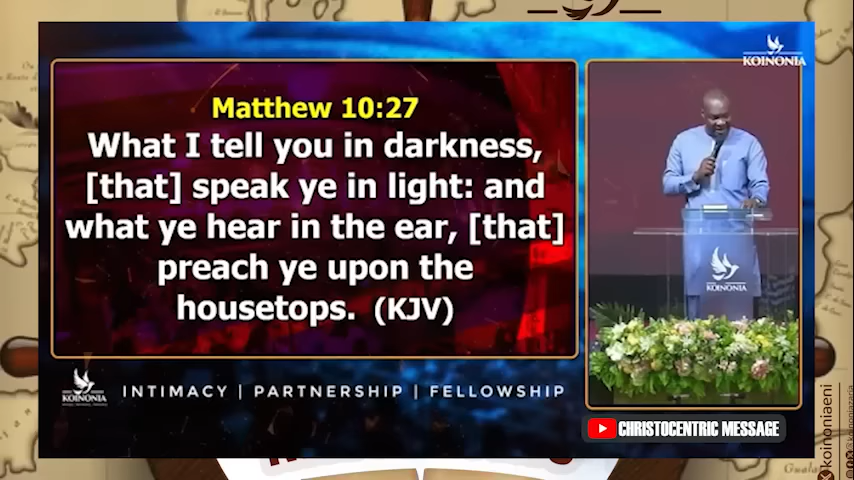 KOINONIA
Matthew 10:27
What I tell you in darkness,
[that] speak ye in light: and
what ye hear in the ear, [that]
preach ye upon the
housetops. (KJV)
KOINONIA
KOINONIA
INTIMACY | PARTNERSHIP | FELLOWSHIP
CHRISTOCENTRIC MESSAGE
koinoniaeni